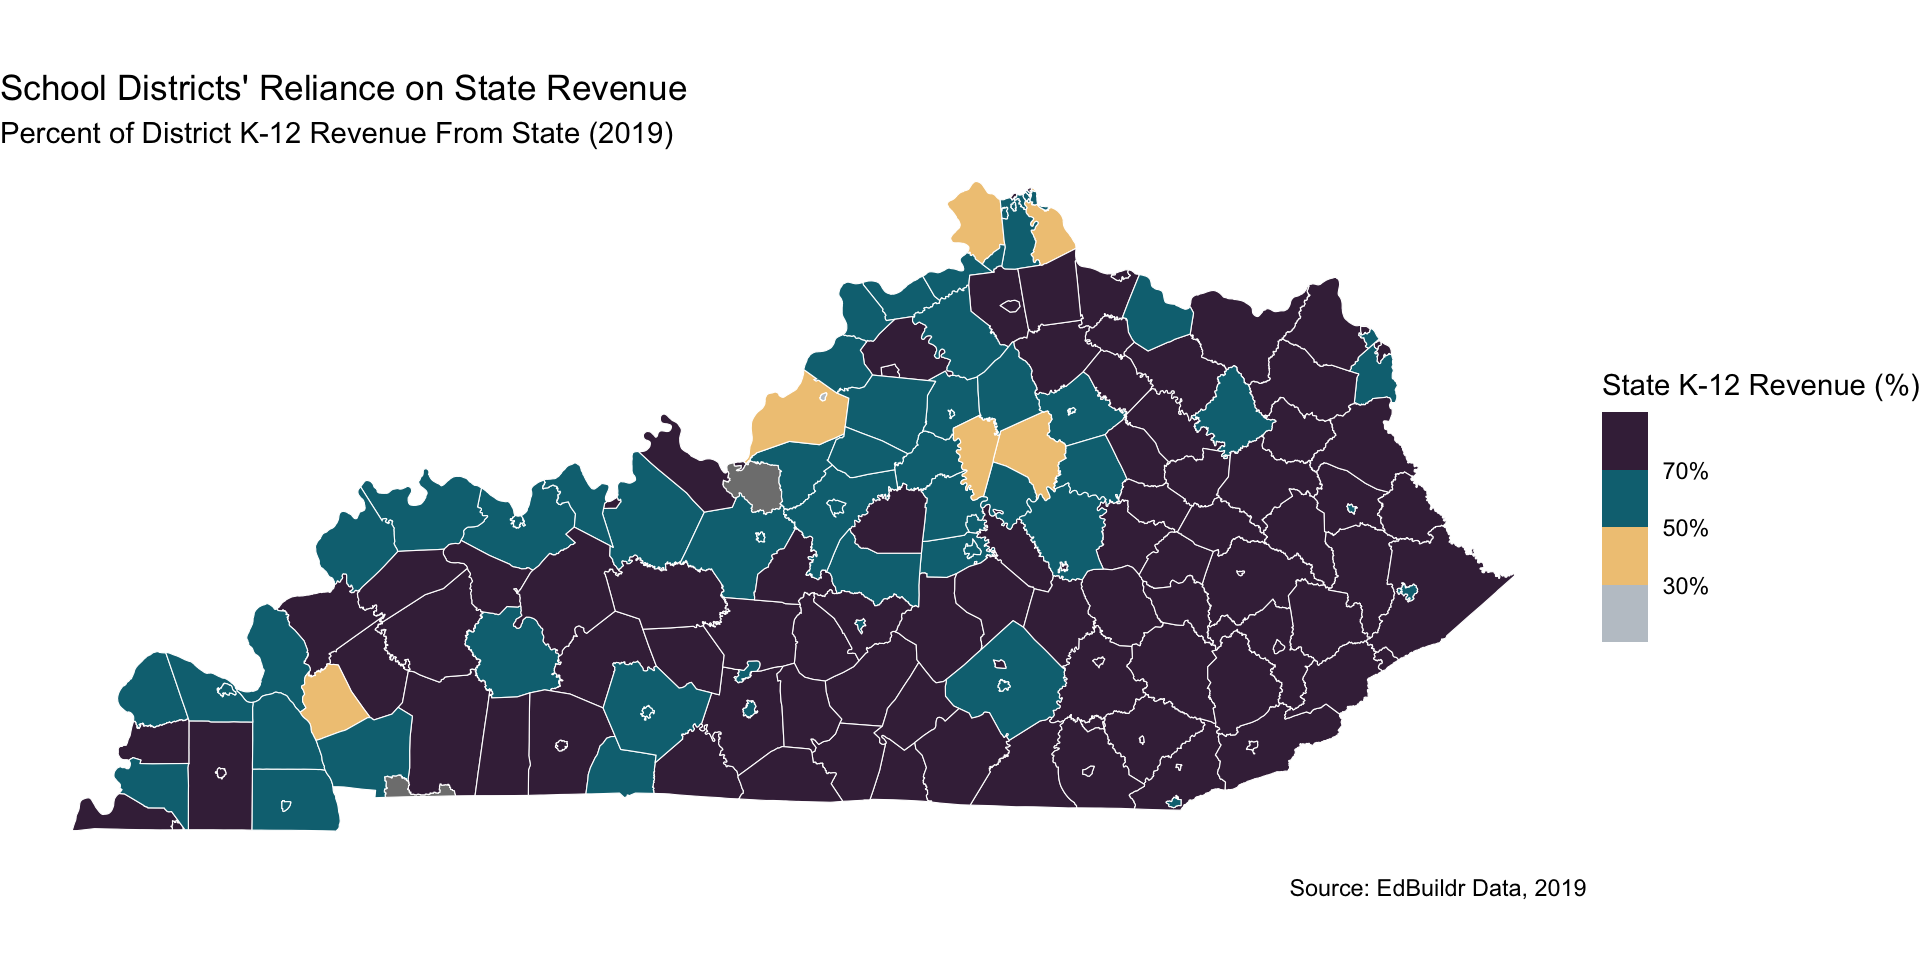 School Districts' Reliance on State Revenue
Percent of District K-12 Revenue From State (2019)
State K-12 Revenue (%)
70%
50%
30%
Source: EdBuildr Data, 2019